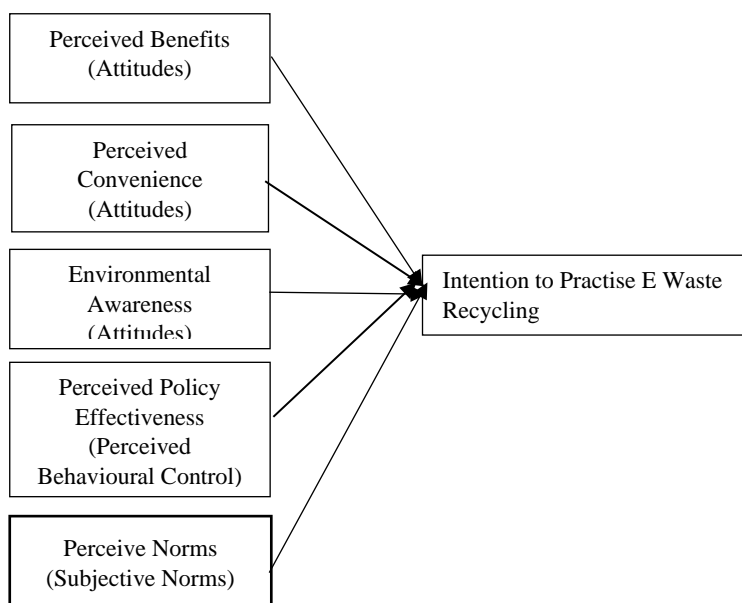 Perceived Benefits
(Attitudes)
Perceived
Convenience
(Attitudes)
Environmental
Awareness
(Attitudes)
Perceived Policy
Effectiveness
(Perceived
Behavioural Control)
Perceive Norms
(Subjective Norms)
Intention to Practise E Waste
Recycling